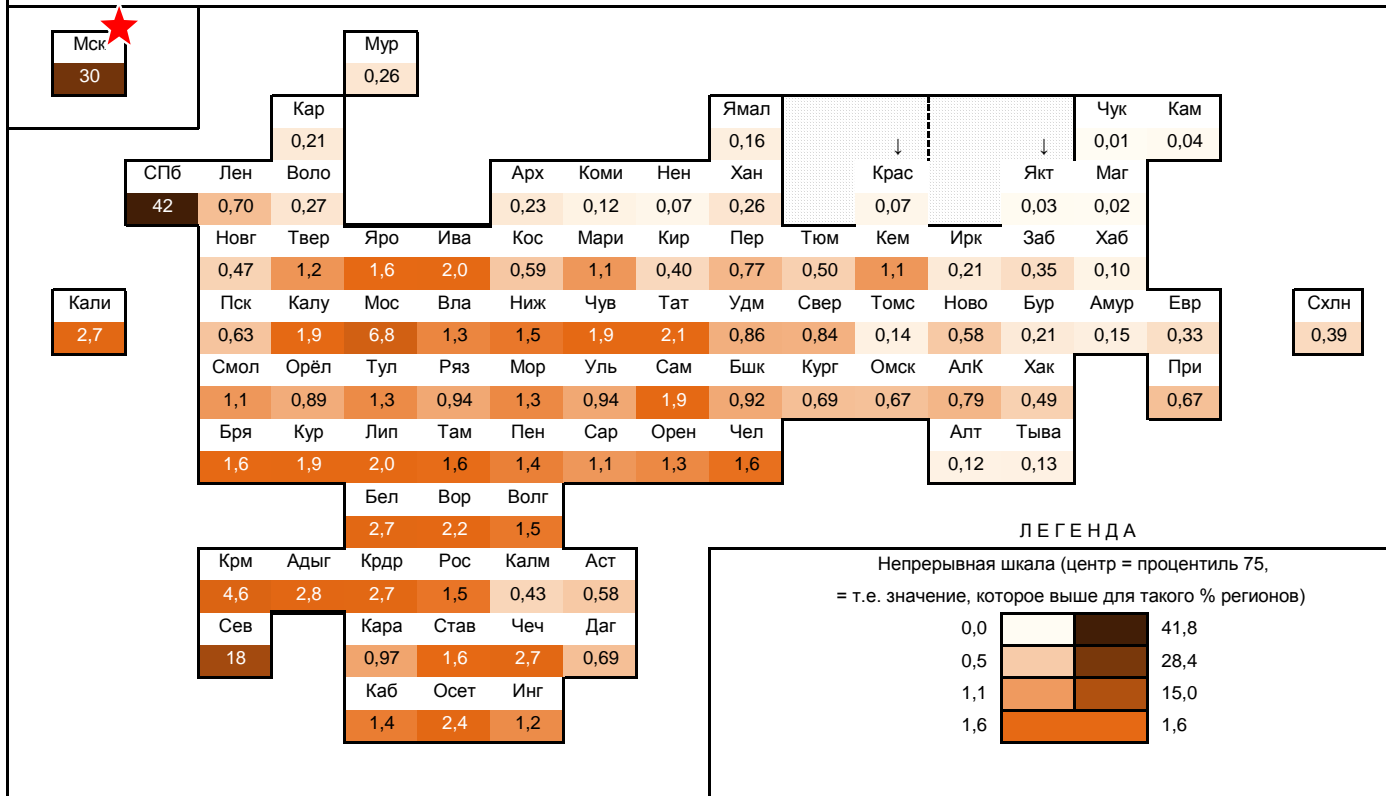 Мск Мур
30 0,26
Кар Ямал Чук Кам
0,21 0,16 ↓ ↓ 0,01 0,04
СПб Лен Воло Арх Коми Нен Хан Крас Якт Маг
42 0,70 0,27 0,23 0,12 0,07 0,26 0,07 0,03 0,02
Новг Твер Яро Ива Кос Мари Кир Пер Тюм Кем Ирк Заб Хаб
0,47 1,2 1,6 2,0 0,59 1,1 0,40 0,77 0,50 1,1 0,21 0,35 0,10
Кали Пск Калу Мос Вла Ниж Чув Тат Удм Свер Томс Ново Бур Амур Евр Схлн
2,7 0,63 1,9 6,8 1,3 1,5 1,9 2,1 0,86 0,84 0,14 0,58 0,21 0,15 0,33 0,39
Смол Орёл Тул Ряз Мор Уль Сам Бшк Кург Омск АлК Хак При
1,1 0,89 1,3 0,94 1,3 0,94 1,9 0,92 0,69 0,67 0,79 0,49 0,67
Бря Кур Лип Там Пен Сар Орен Чел Алт Тыва
1,6 1,9 2,0 1,6 1,4 1,1 1,3 1,6 0,12 0,13
Бел Вор Волг
2,7 2,2 1,5
Крм Адыг Крдр Рос Калм Аст
4,6 2,8 2,7 1,5 0,43 0,58
Сев Кара Став Чеч Даг
18 0,97 1,6 2,7 0,69
Каб Осет Инг
1,4 2,4 1,2
Л Е Г Е Н Д А
Непрерывная шкала (центр = процентиль 75,
= т.е. значение, которое выше для такого % регионов)
0,0 41,8
0,5 28,4
1,1 15,0
1,6 1,6